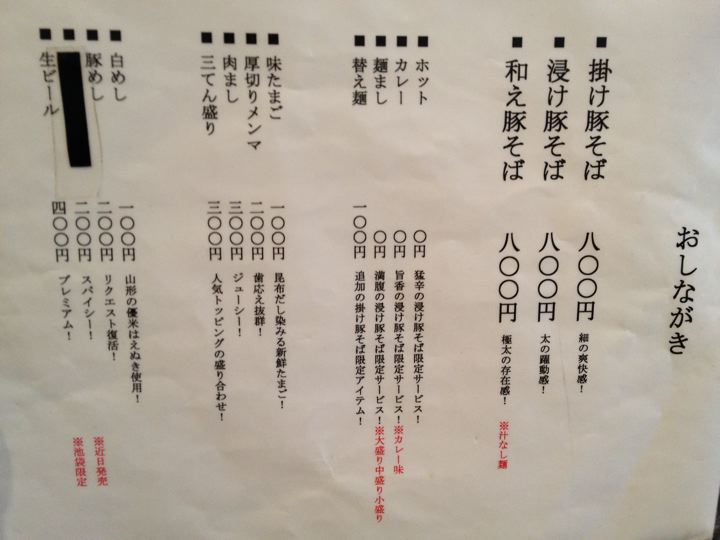 おしながき
■掛け豚そば 八〇〇円 細の爽快感！
■浸け豚そば 八〇〇円 太の躍動感！
■和え豚そば 八〇〇円 極太の存在感！ ※汁なし麺
■ホット 〇円 猛辛の浸け豚そば限定サービス！
■カレー 〇円 旨香の浸け豚そば限定サービス！※カレー味
■麺まし 〇円 満腹の浸け豚そば限定サービス！※大盛り中盛り小盛り
■替え麺 一〇〇円 追加の掛け豚そば限定アイテム！
■味たまご 一〇〇円 昆布だし染みる新鮮たまご！
■厚切りメンマ 二〇〇円 歯応え抜群！
■肉まし 三〇〇円 ジューシー！
■三てん盛り 三〇〇円 人気トッピングの盛り合わせ！
■白めし 一〇〇円 山形の優米はえぬき使用！
■豚めし 二〇〇円 リクエスト復活！ ※近日発売
二〇〇円 スパイシー！ ※池袋限定
■生ビール 四〇〇円 プレミアム！